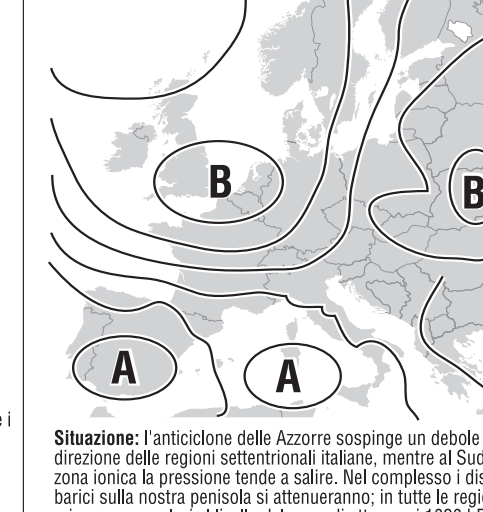 B
B
A
A
e i
Situazione: l'anticiclone delle Azzorre sospinge un debole
direzione delle regioni settentrionali italiane, mentre al Sud
zona ionica la pressione tende a salire. Nel complesso i dis
barici sulla nostra penisola si attenueranno; in tutte le regi